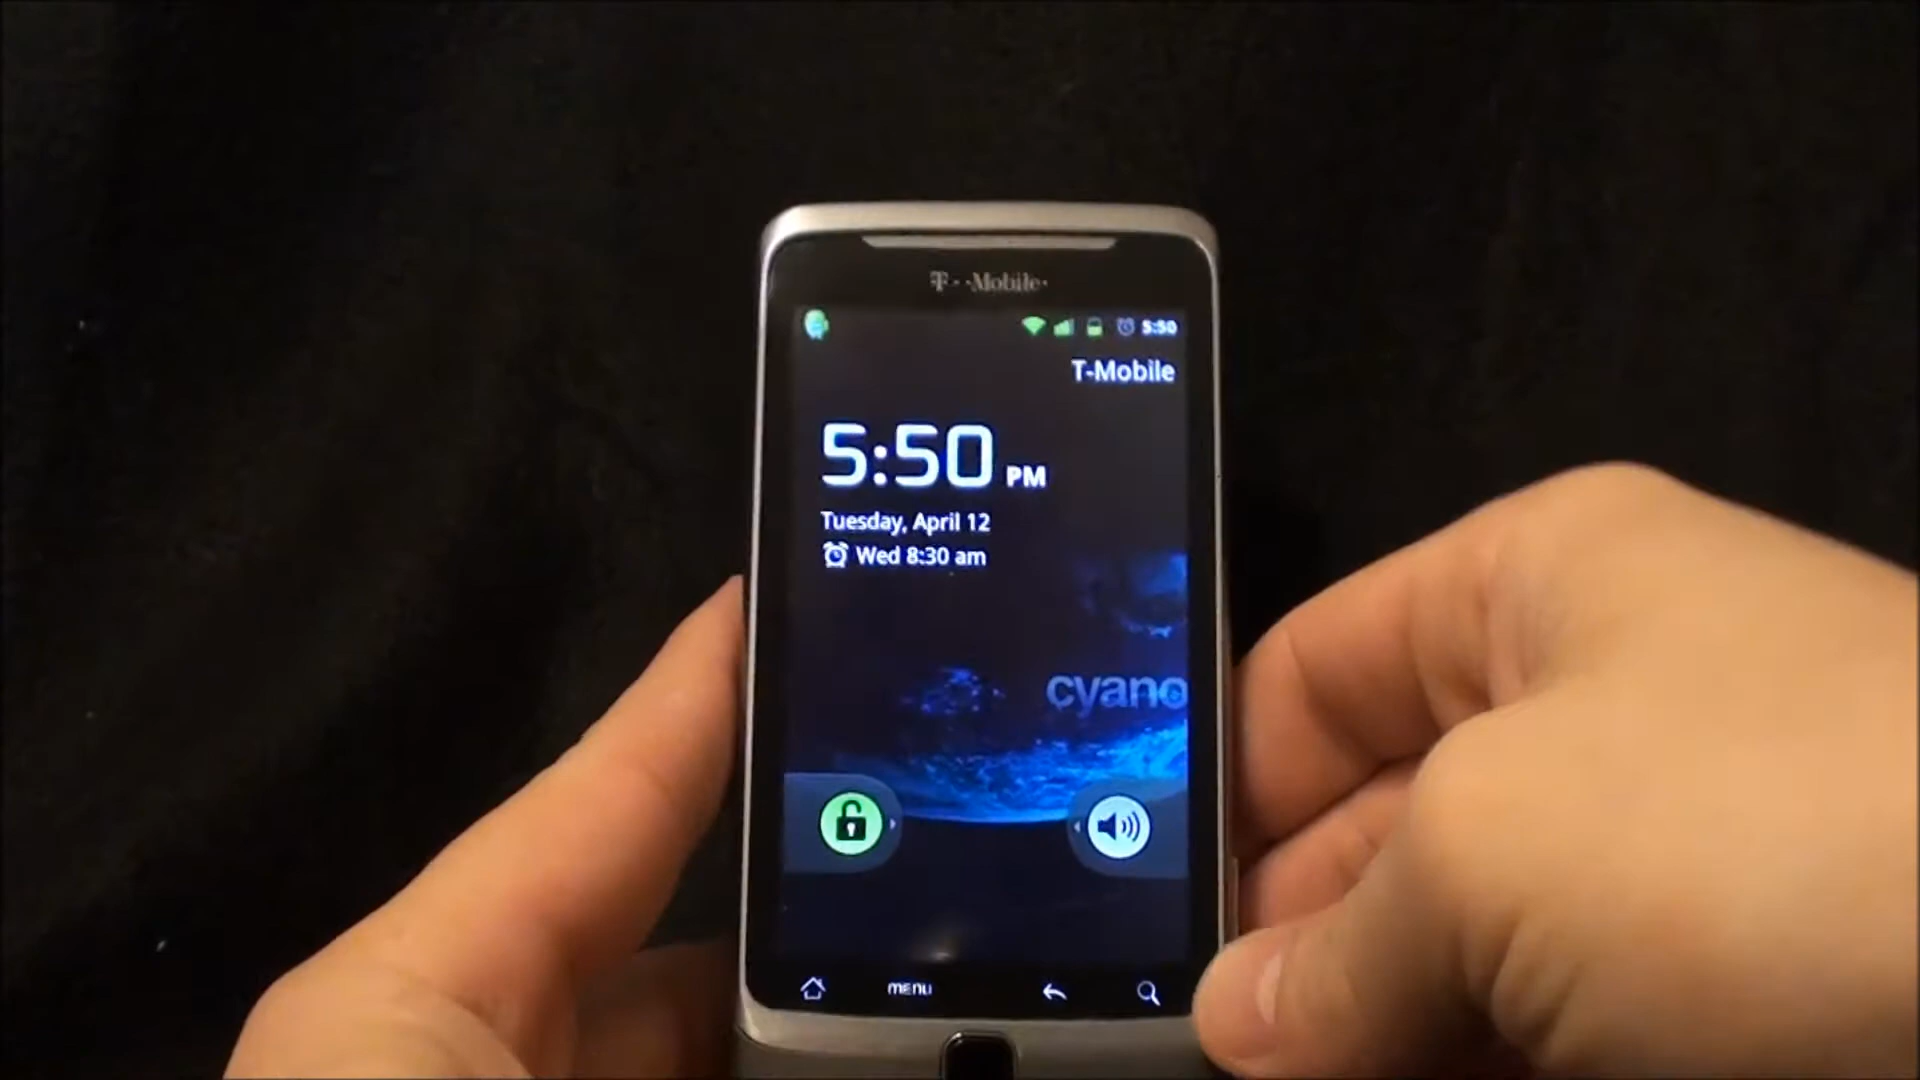 T··Mobile·
5:50
T-Mobile
5:50 PM
Tuesday, April 12
Wed 8:30 am
cyano
MENU